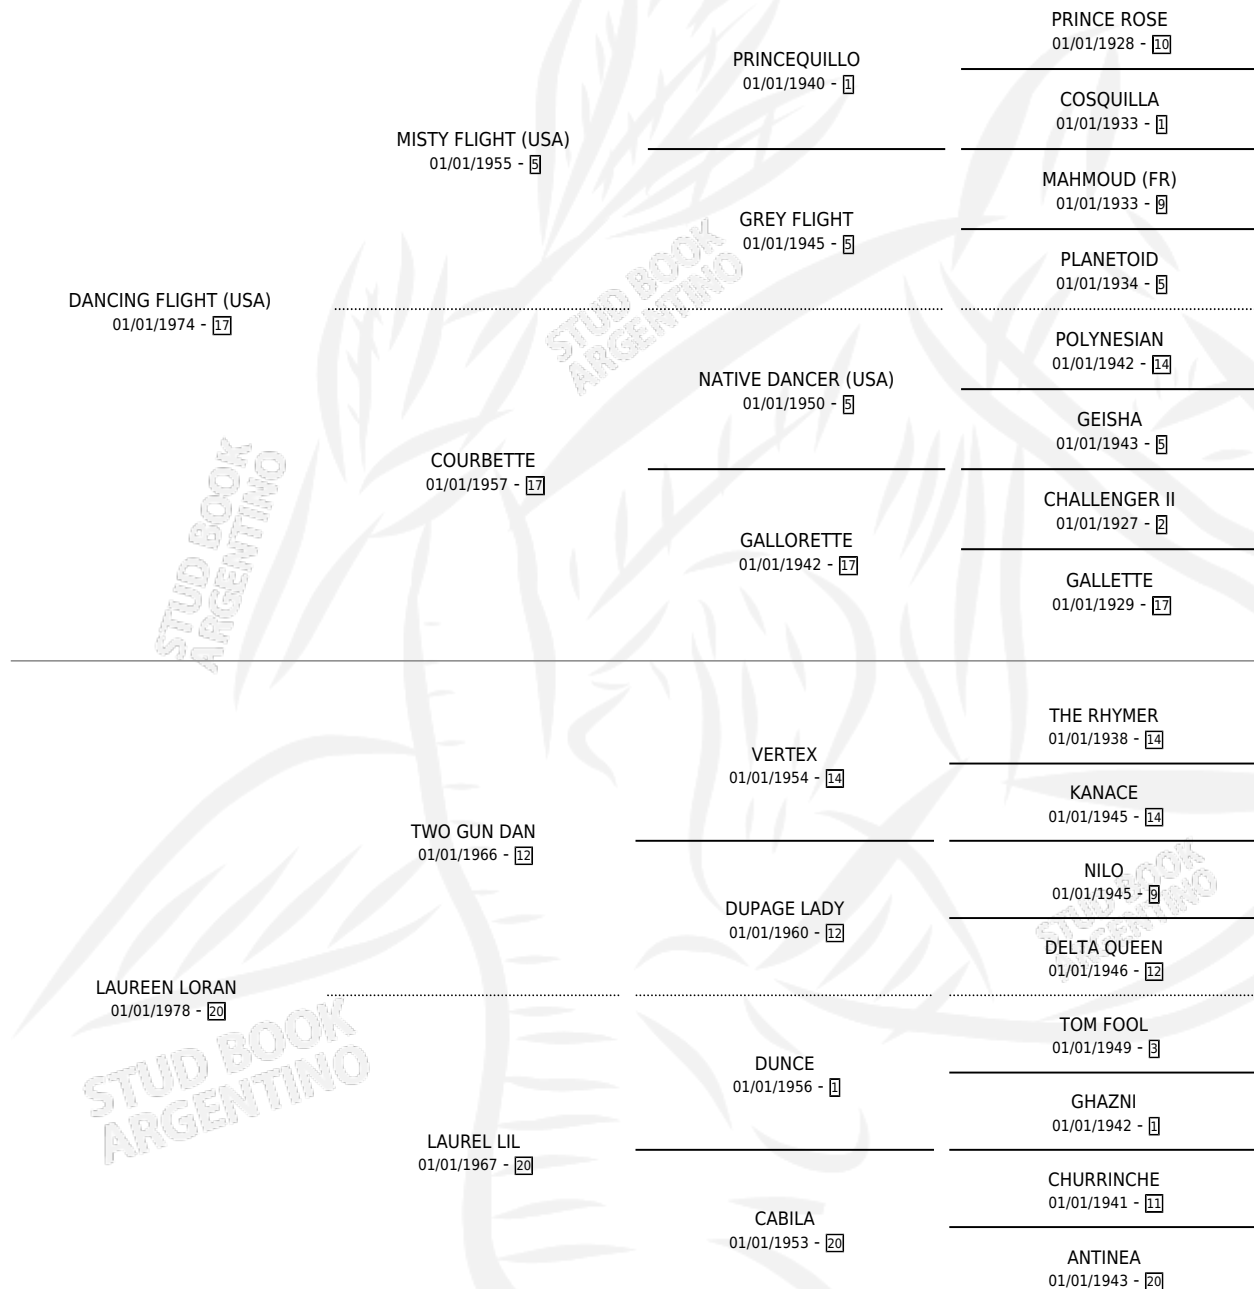 PRINCE ROSE
01/01/1928 - 10
PRINCEQUILLO
01/01/1940 - 1
COSQUILLA
01/01/1933 - 1
MISTY FLIGHT (USA)
01/01/1955 - 5
MAHMOUD (FR)
01/01/1933 - 9
GREY FLIGHT
01/01/1945 - 5
PLANETOID
01/01/1934 - 5
DANCING FLIGHT (USA)
01/01/1974 - 17
STUD BOOK
ARGENTINO
POLYNESIAN
01/01/1942 - 14
NATIVE DANCER (USA)
01/01/1950 - 5
GEISHA
01/01/1943 - 5
COURBETTE
01/01/1957 - 17
CHALLENGER II
01/01/1927 - 2
GALLORETTE
01/01/1942 - 17
GALLETTE
01/01/1929 - 17
STUD BOOK
ARGENTINO
THE RHYMER
01/01/1938 - 14
VERTEX
01/01/1954 - 14
KANACE
01/01/1945 - 14
TWO GUN DAN
01/01/1966 - 12
NILO
01/01/1945 - 9
DUPAGE LADY
01/01/1960 - 12
STUD BOOK
ARGENTINO
DELTA QUEEN
01/01/1946 - 12
LAUREEN LORAN
01/01/1978 - 20
STUD BOOK
ARGENTINO
TOM FOOL
01/01/1949 - 3
DUNCE
01/01/1956 - 1
GHAZNI
01/01/1942 - 1
LAUREL LIL
01/01/1967 - 20
CHURRINCHE
01/01/1941 - 11
CABILA
01/01/1953 - 20
ANTINEA
01/01/1943 - 20